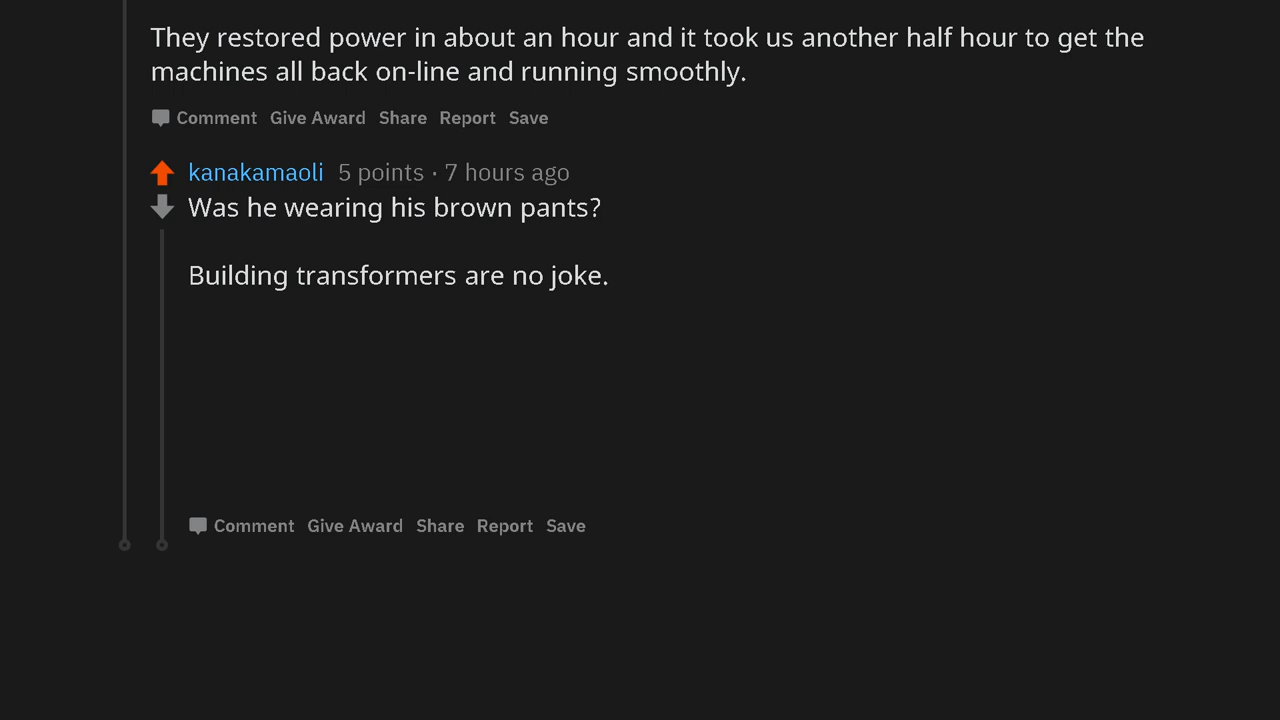 They restored power in about an hour and it took us another half hour to get the
machines all back on-line and running smoothly.
Comment Give Award Share Report Save
kanakamaoli 5 points · 7 hours ago
Was he wearing his brown pants?
Building transformers are no joke.
Comment Give Award Share Report Save